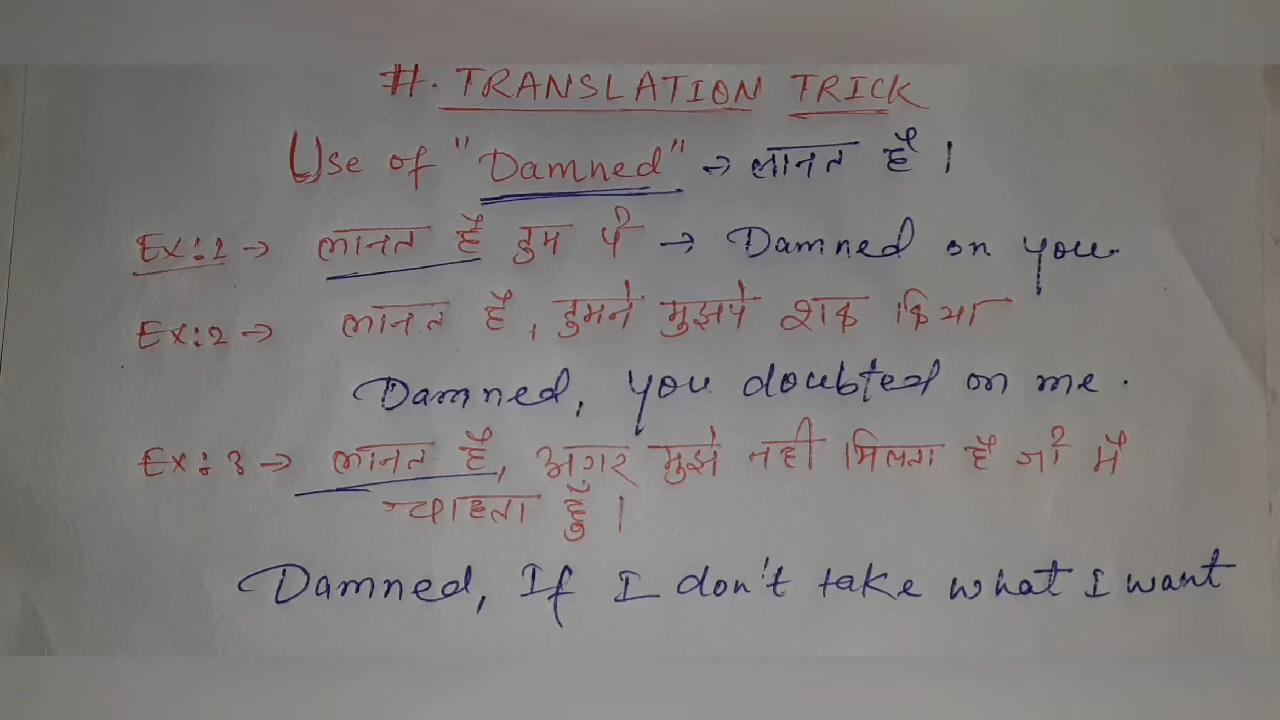 #. TRANSLATION TRICK
Use of "Damned" → लानत है।
Ex:1→ लानत है तुम पे → Damned on you.
Ex:2→ लानत है, तुमने मुझपे शक किया
Damned, you doubted on me.
Ex:3→ लानत है, अगर मुझे नही मिलता है जो मैं
चाहता हूँ।
Damned, If I don't take what I want